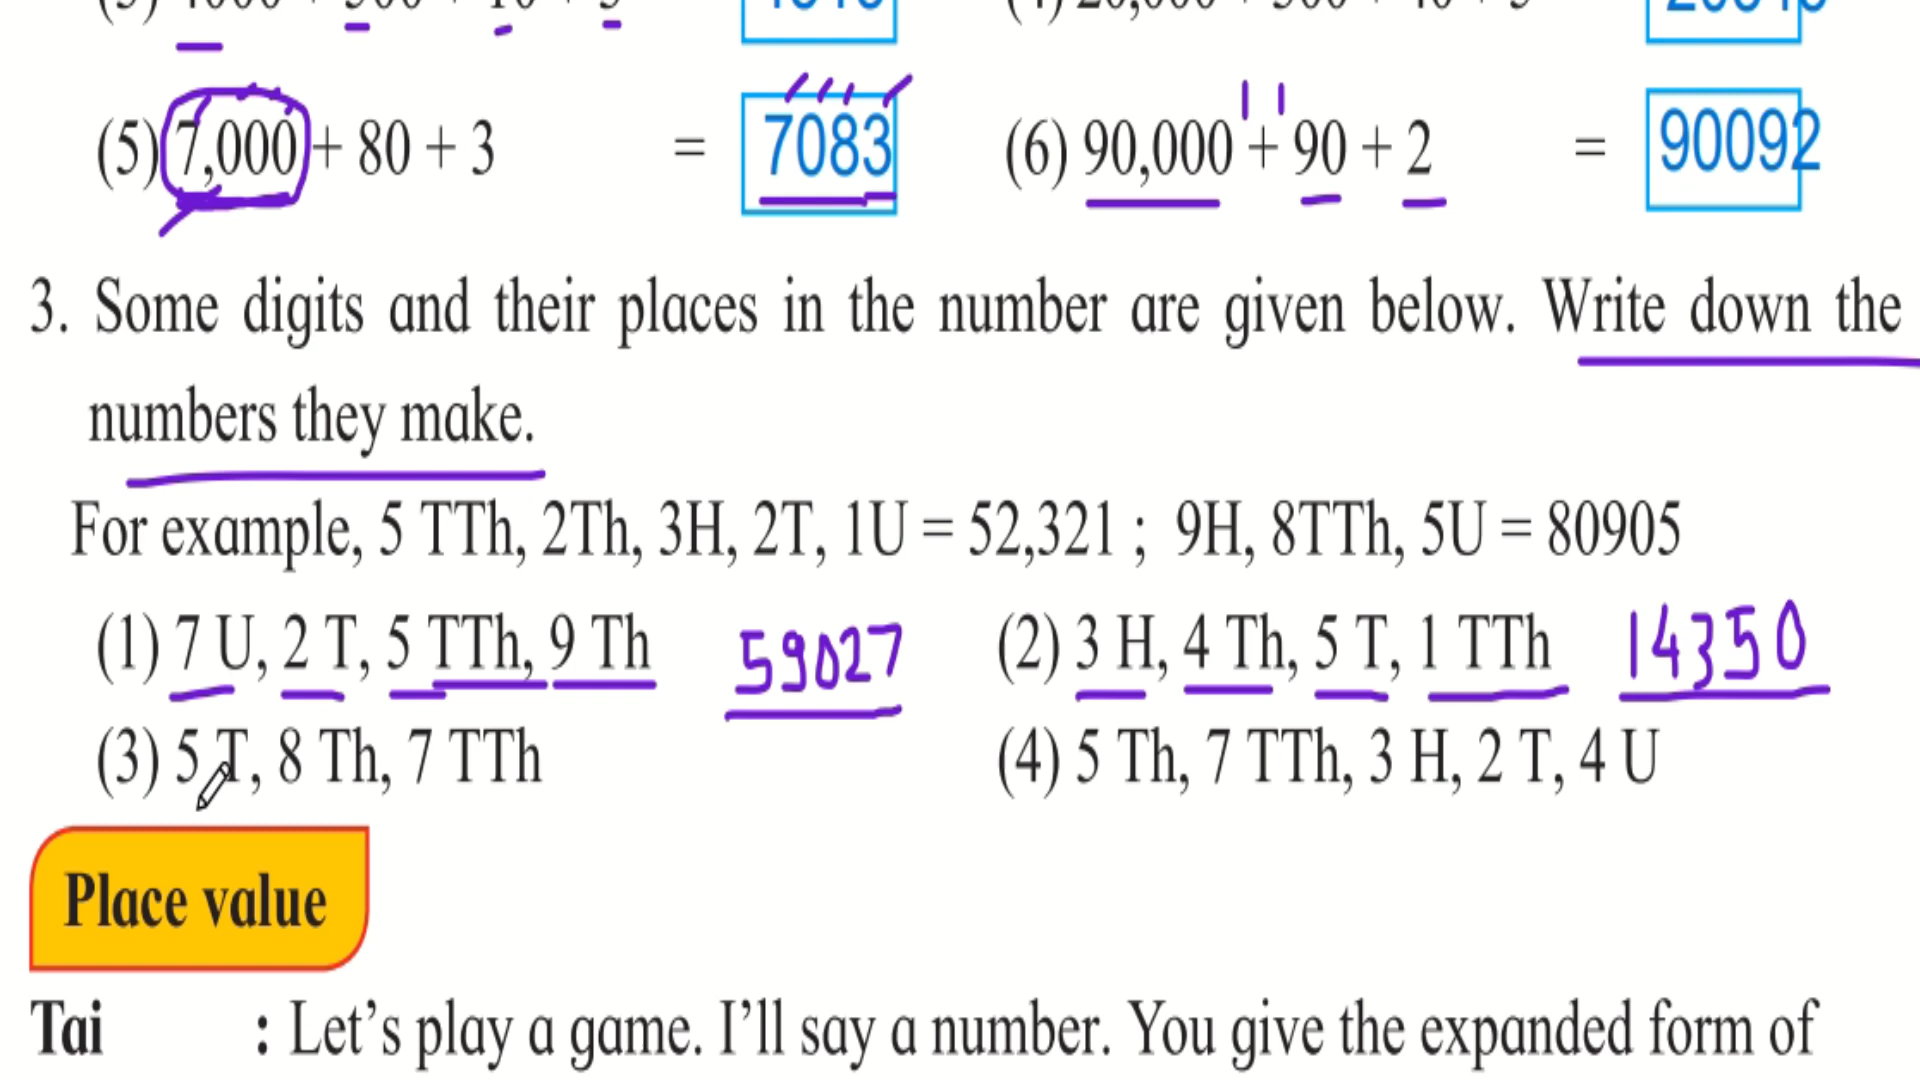 (5) 7,000 + 80 + 3 = 7083 (6) 90,000 + 90 + 2 = 90092
3. Some digits and their places in the number are given below. Write down the
numbers they make.
For example, 5 TTh, 2Th, 3H, 2T, 1U = 52,321 ; 9H, 8TTh, 5U = 80905
(1) 7 U, 2 T, 5 TTh, 9 Th 59027 (2) 3 H, 4 Th, 5 T, 1 TTh 14350
(3) 5 T, 8 Th, 7 TTh (4) 5 Th, 7 TTh, 3 H, 2 T, 4 U
Place value
Tai : Let's play a game. I'll say a number. You give the expanded form of